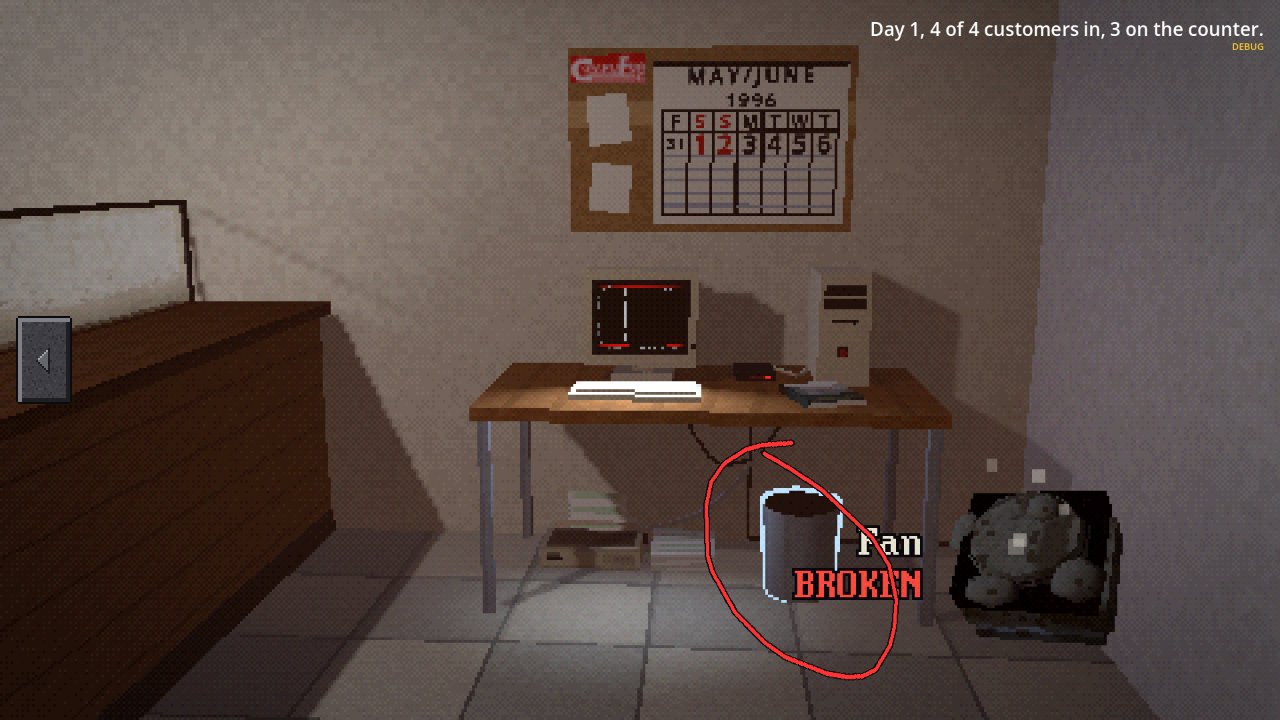 Day 1, 4 of 4 customers in, 3 on the counter.
DEBUG
MAY/JUNE
1996
F S S M T W T
31 1 2 3 4 5 6
Fan
BROKEN